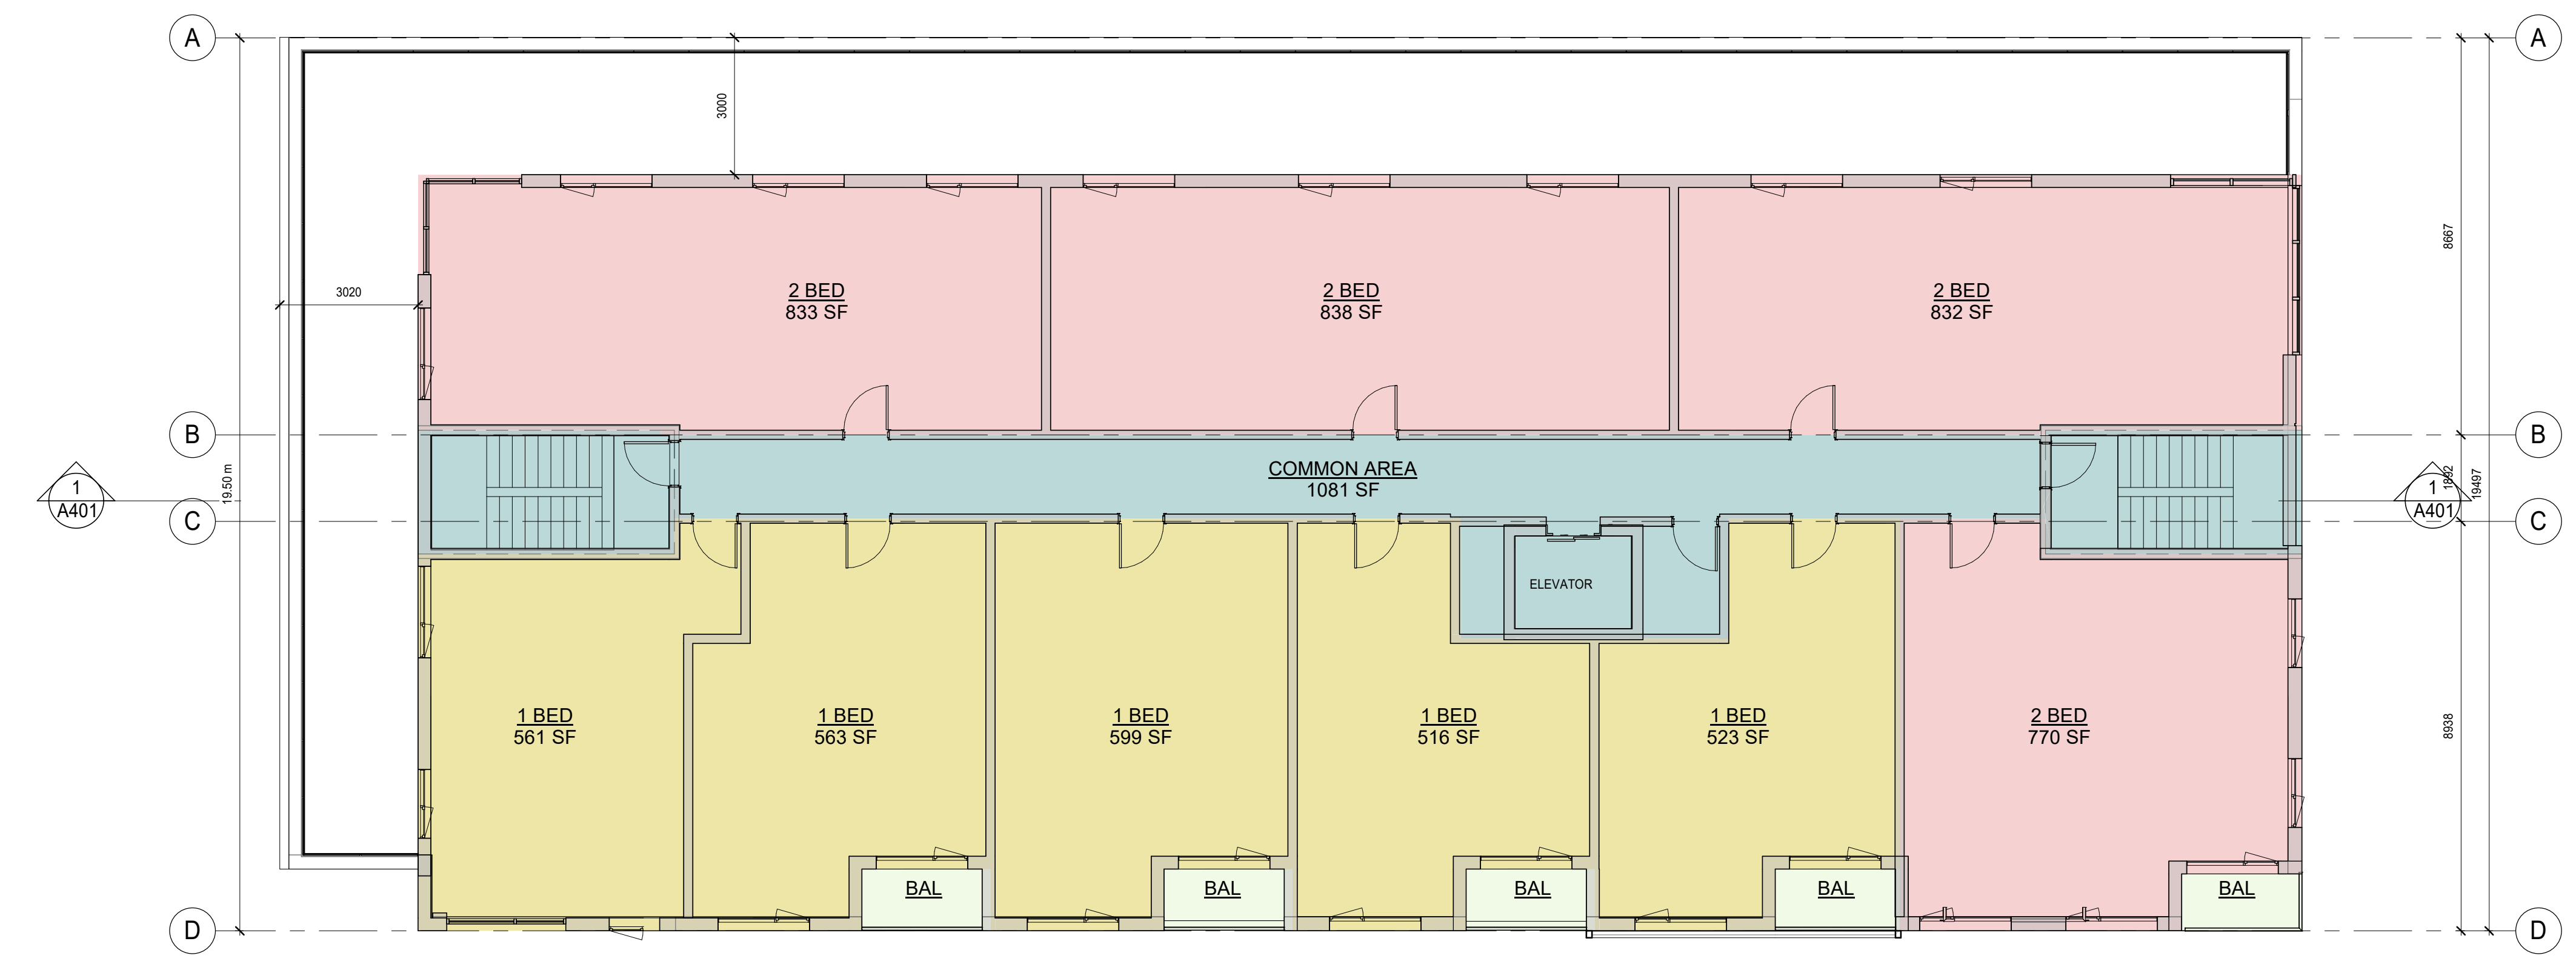 A
A
3000
8667
3020
2 BED
833 SF
2 BED
838 SF
2 BED
832 SF
B
B
COMMON AREA
1081 SF
19.50 m
18992
19497
1
A401
1
A401
C
C
ELEVATOR
1 BED
561 SF
1 BED
563 SF
1 BED
599 SF
1 BED
516 SF
1 BED
523 SF
2 BED
770 SF
8938
BAL
BAL
BAL
BAL
BAL
D
D